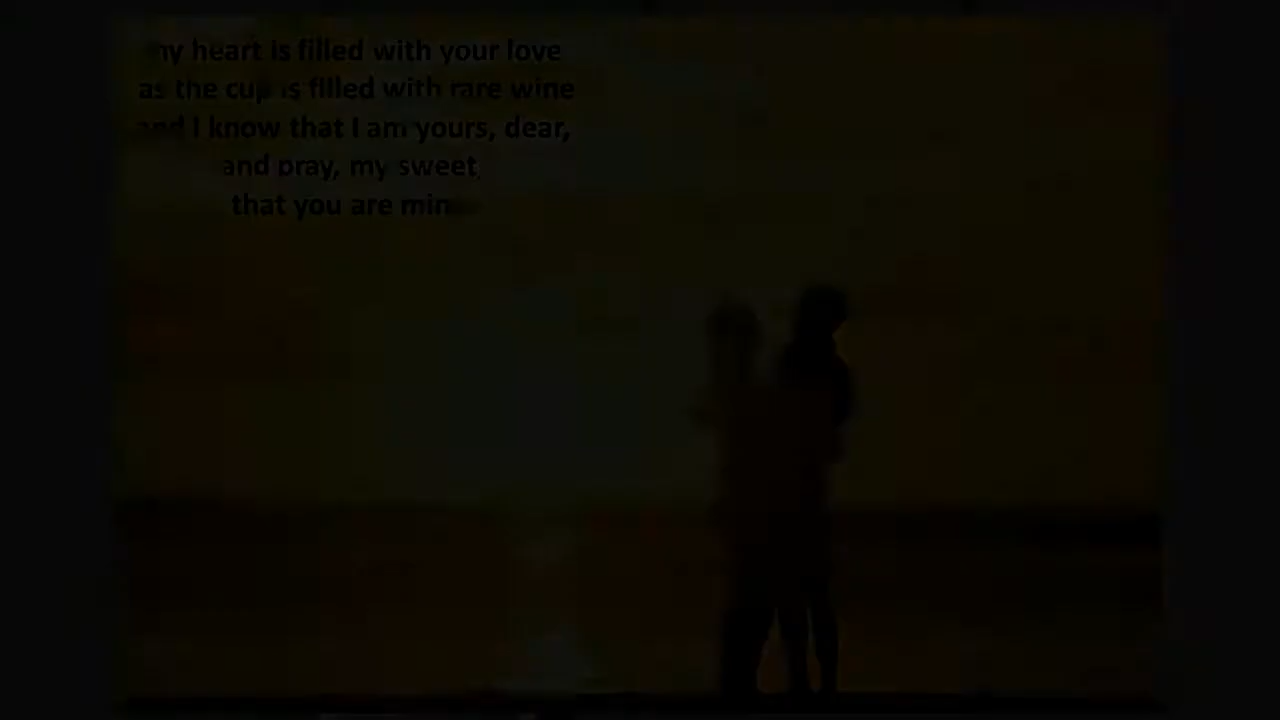 my heart is filled with your love
as the cup is filled with rare wine
and I know that I am yours, dear,
and pray, my sweet,
that you are mine